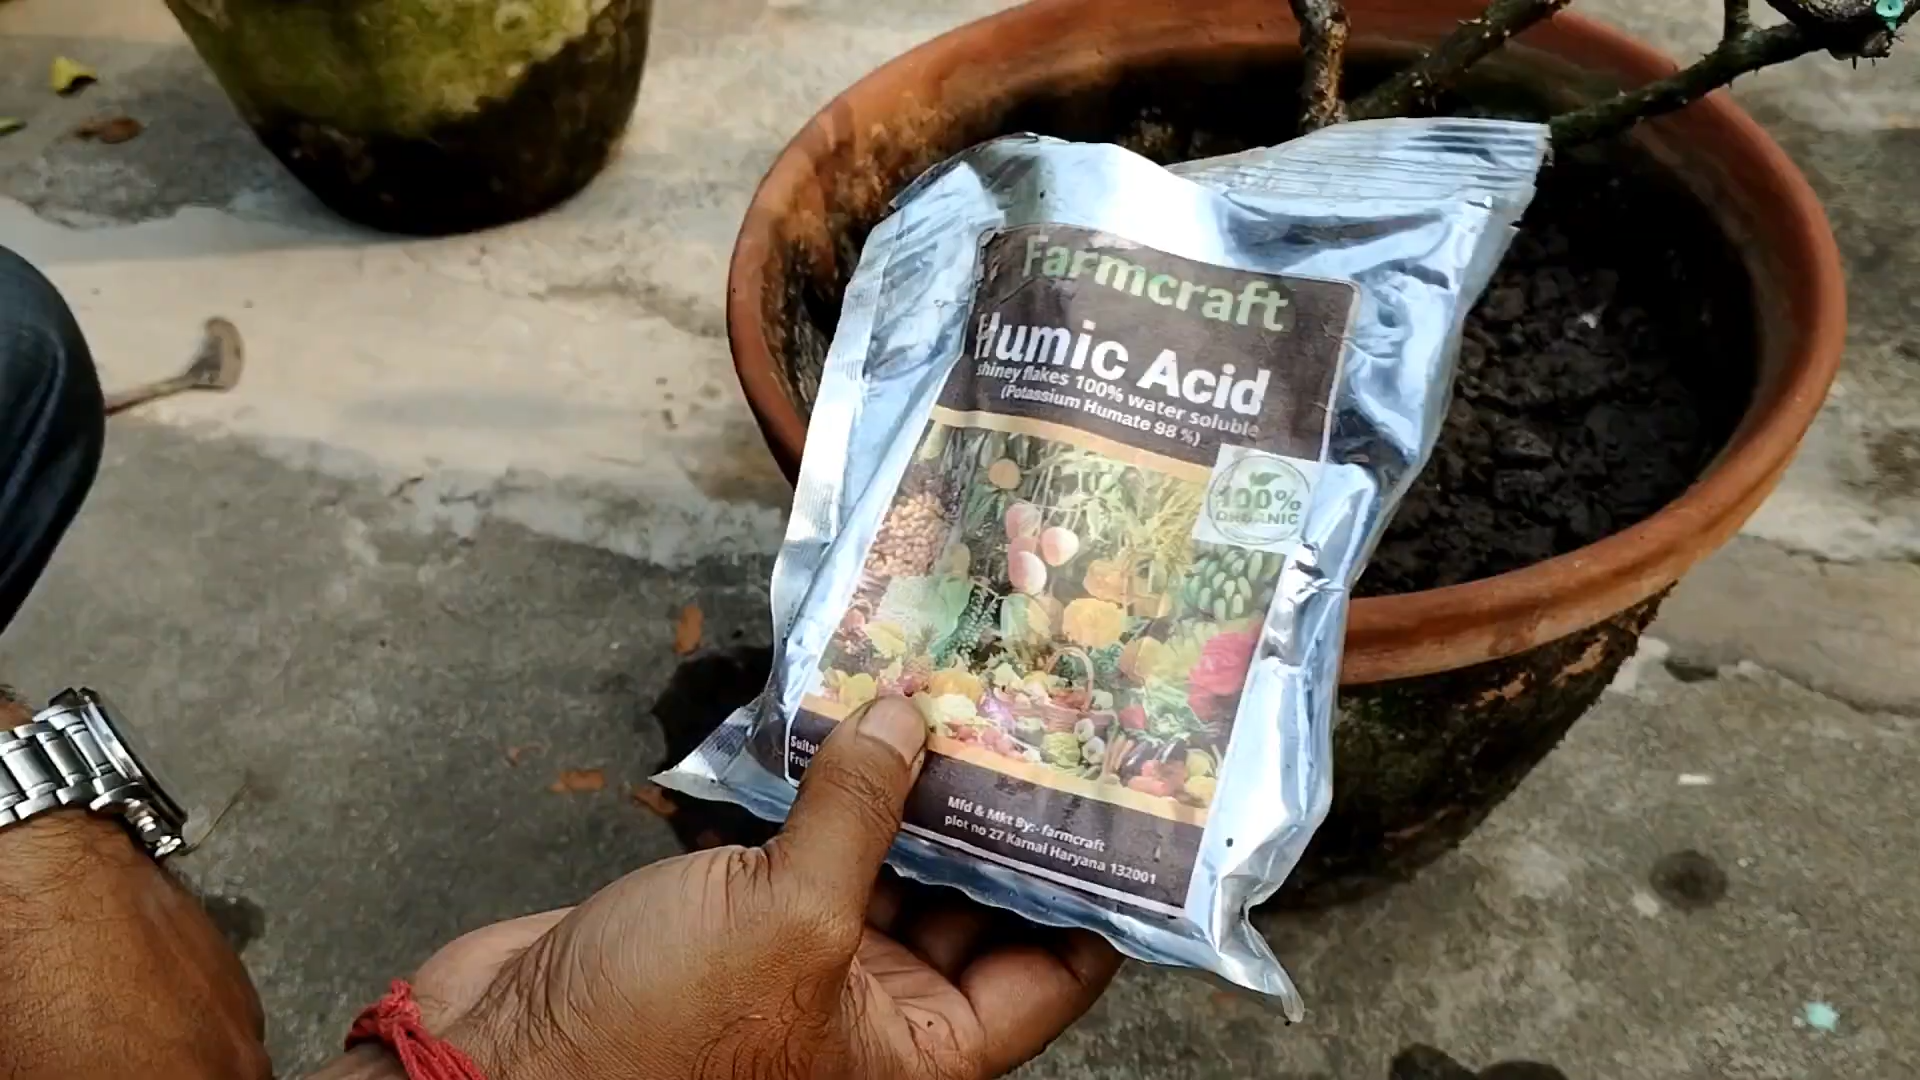 Farmcraft
Humic Acid
shiney flakes 100% water soluble
(Potassium Humate 98 %)
100%
ORGANIC
Mfd & Mkt By:- farmcraft
plot no 27 Karnal Haryana 132001